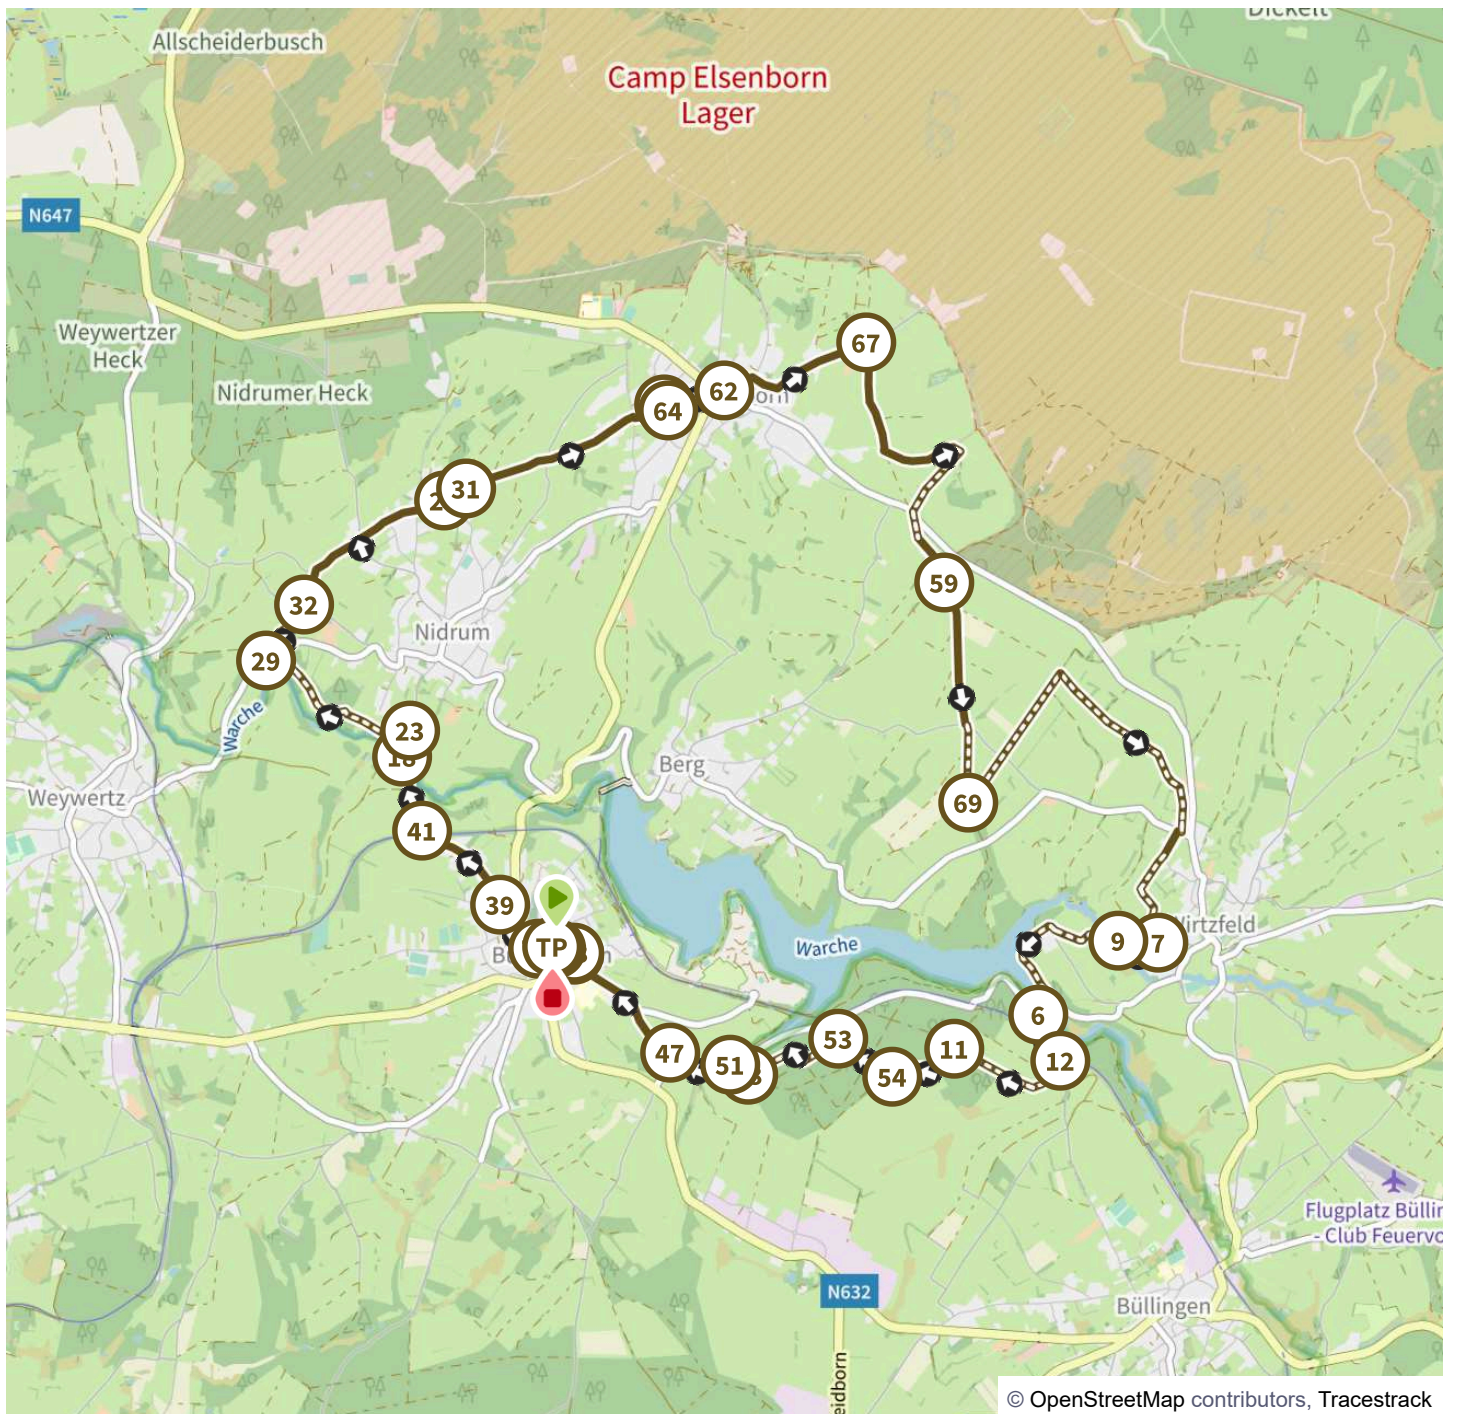 Allscheiderbusch
Camp Elsenborn
Lager
N647
Weywertzer
Heck
Nidrumer Heck
67
62
64
31
59
32
Nidrum
29
23
Warche
Berg
Weywertz
69
41
39
TP
Warche
9
7
6
53
11
12
47
51
54
Flugplatz
- Club
N632
Büllingen
© OpenStreetMap contributors, Tracestrack